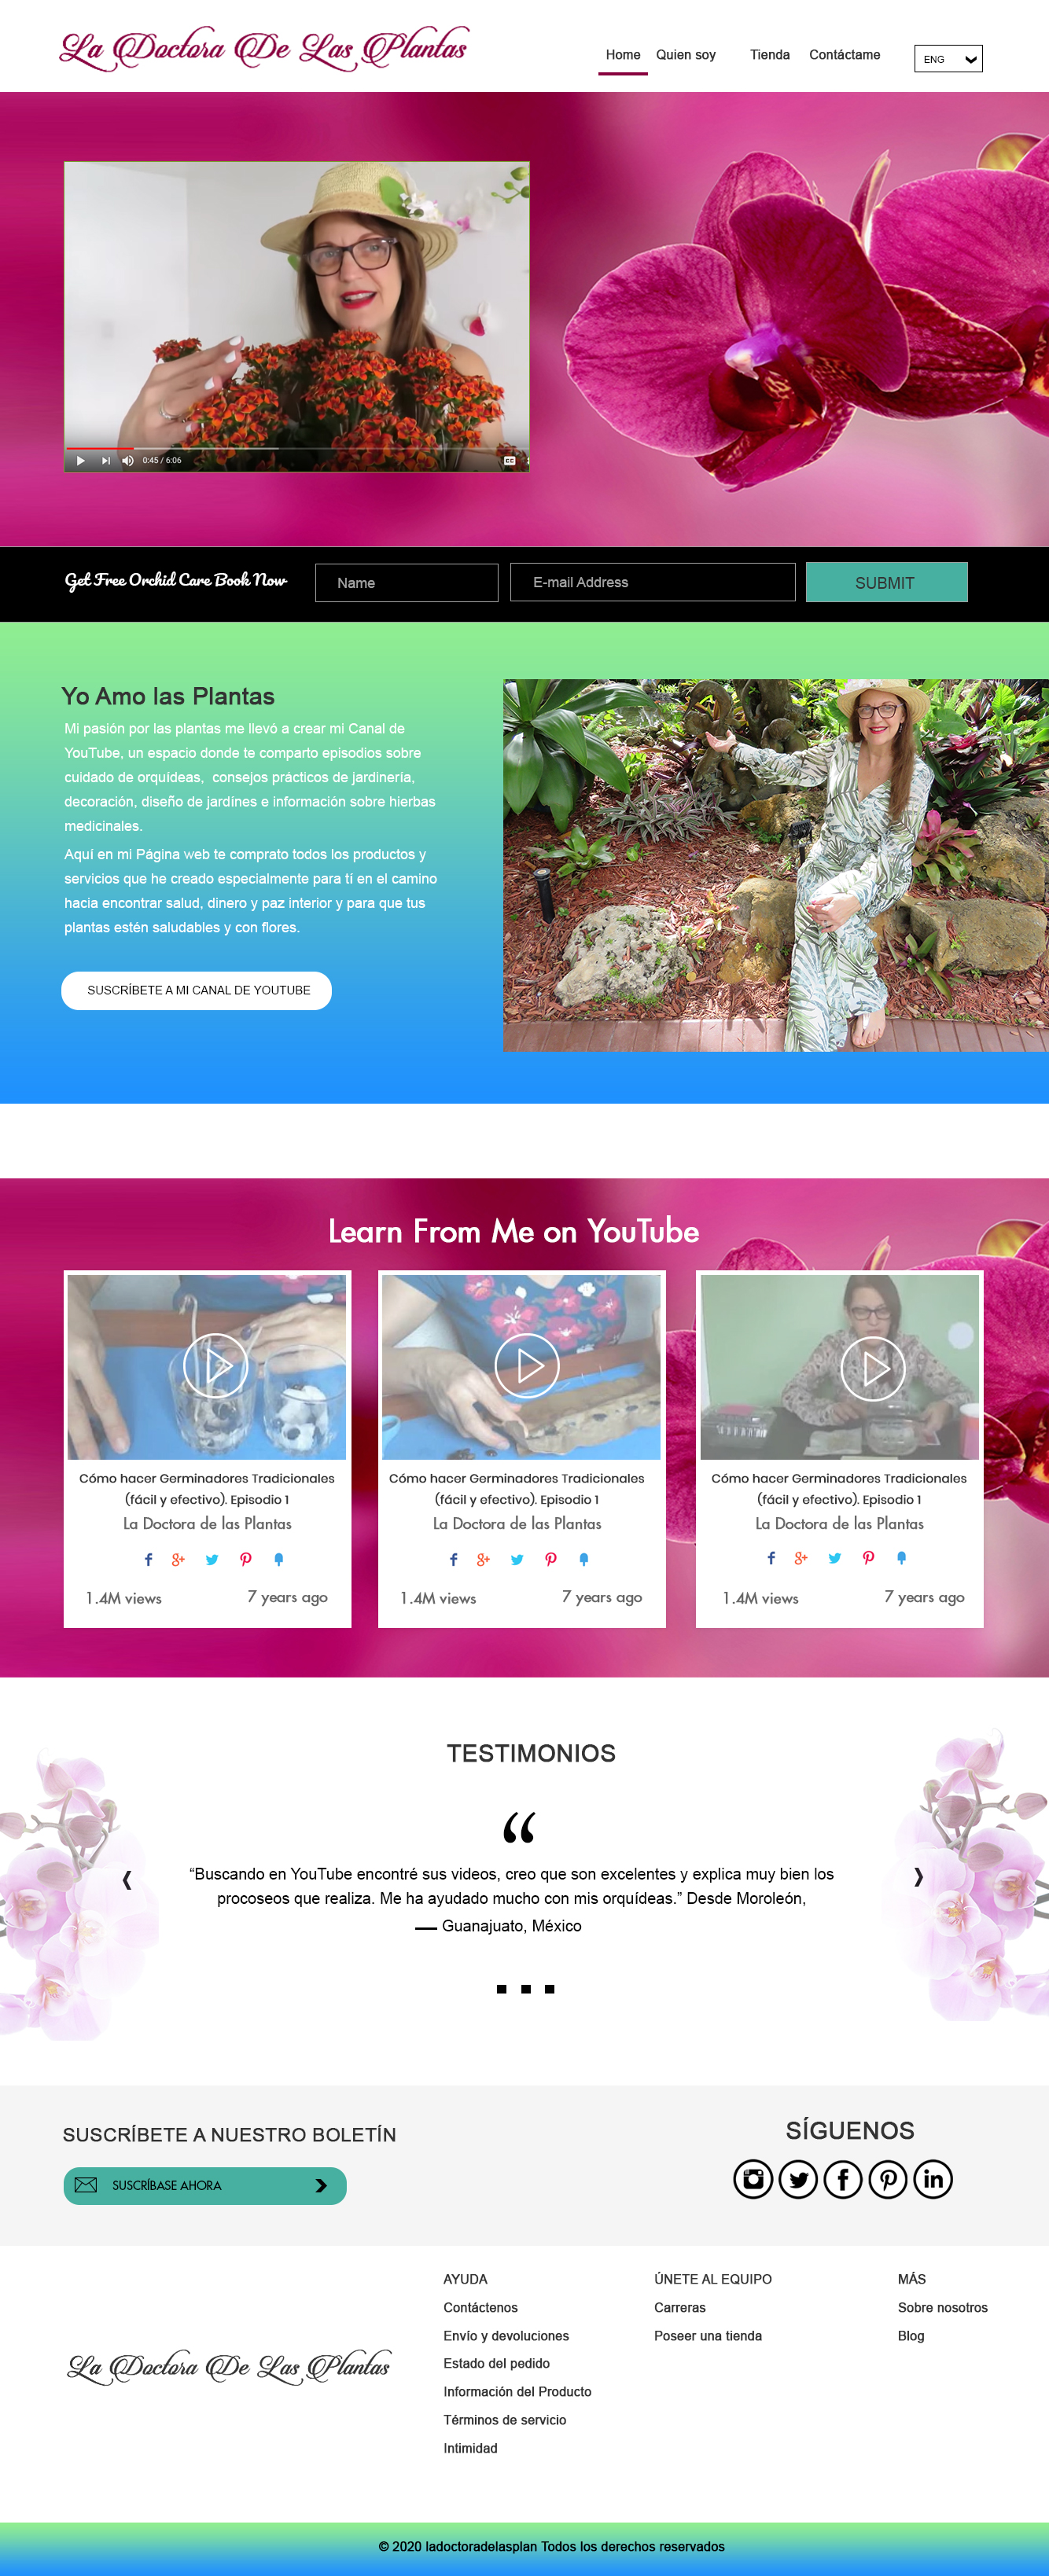 La Doctora De Las Plantas
Home Quien soy Tienda Contáctame ENG
0:45 / 6:06
CC
Get Free Orchid Care Book Now
Name
E-mail Address
SUBMIT
Yo Amo las Plantas
Mi pasión por las plantas me llevó a crear mi Canal de
YouTube, un espacio donde te comparto episodios sobre
cuidado de orquídeas, consejos prácticos de jardinería,
decoración, diseño de jardínes e información sobre hierbas
medicinales.
Aquí en mi Página web te comprato todos los productos y
servicios que he creado especialmente para tí en el camino
hacia encontrar salud, dinero y paz interior y para que tus
plantas estén saludables y con flores.
SUSCRÍBETE A MI CANAL DE YOUTUBE
Learn From Me on YouTube
Cómo hacer Germinadores Tradicionales
(fácil y efectivo). Episodio 1
La Doctora de las Plantas
1.4M views 7 years ago
Cómo hacer Germinadores Tradicionales
(fácil y efectivo). Episodio 1
La Doctora de las Plantas
1.4M views 7 years ago
Cómo hacer Germinadores Tradicionales
(fácil y efectivo). Episodio 1
La Doctora de las Plantas
1.4M views 7 years ago
TESTIMONIOS
“
“Buscando en YouTube encontré sus videos, creo que son excelentes y explica muy bien los
procoseos que realiza. Me ha ayudado mucho con mis orquídeas.” Desde Moroleón,
— Guanajuato, México
SUSCRÍBETE A NUESTRO BOLETÍN
SUSCRÍBASE AHORA
SÍGUENOS
La Doctora De Las Plantas
AYUDA
Contáctenos
Envío y devoluciones
Estado del pedido
Información del Producto
Términos de servicio
Intimidad
ÚNETE AL EQUIPO
Carreras
Poseer una tienda
MÁS
Sobre nosotros
Blog
© 2020 ladoctoradelasplan Todos los derechos reservados